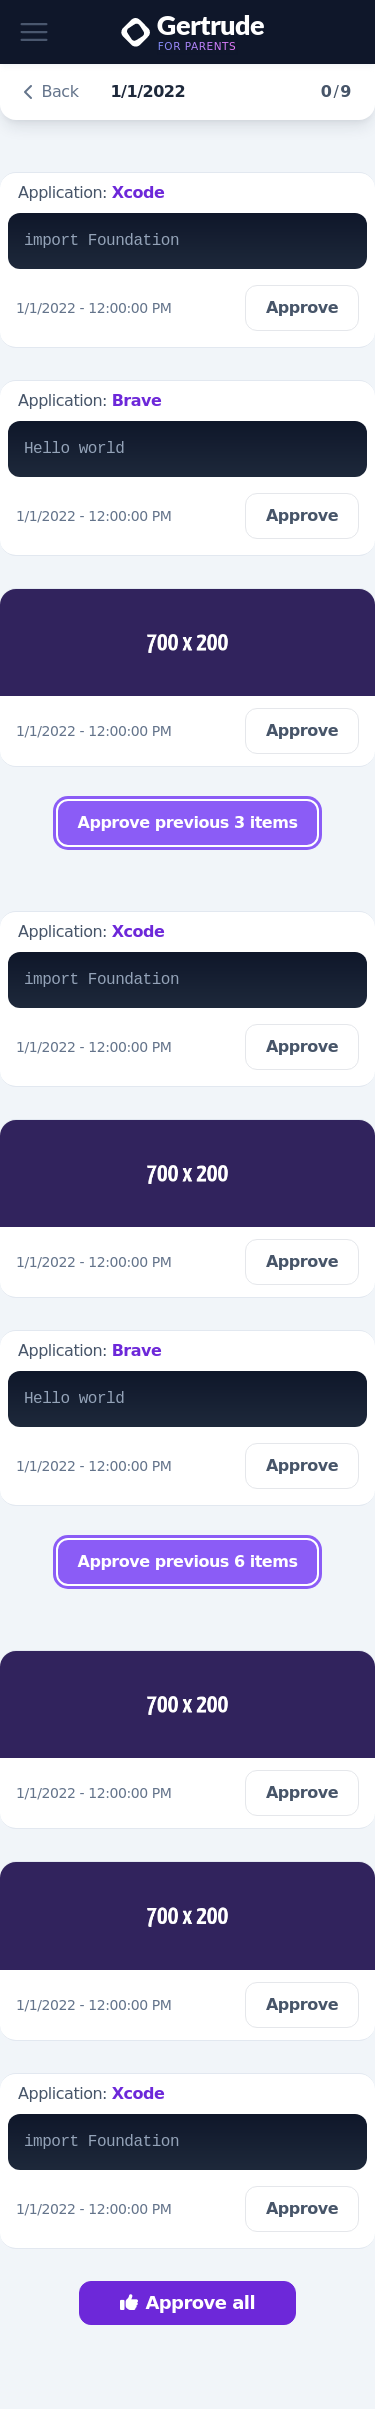 Gertrude
FOR PARENTS
Back 1/1/2022 0/9
Application: Xcode
import Foundation
1/1/2022 - 12:00:00 PM Approve
Application: Brave
Hello world
1/1/2022 - 12:00:00 PM Approve
700 x 200
1/1/2022 - 12:00:00 PM Approve
Approve previous 3 items
Application: Xcode
import Foundation
1/1/2022 - 12:00:00 PM Approve
700 x 200
1/1/2022 - 12:00:00 PM Approve
Application: Brave
Hello world
1/1/2022 - 12:00:00 PM Approve
Approve previous 6 items
700 x 200
1/1/2022 - 12:00:00 PM Approve
700 x 200
1/1/2022 - 12:00:00 PM Approve
Application: Xcode
import Foundation
1/1/2022 - 12:00:00 PM Approve
Approve all